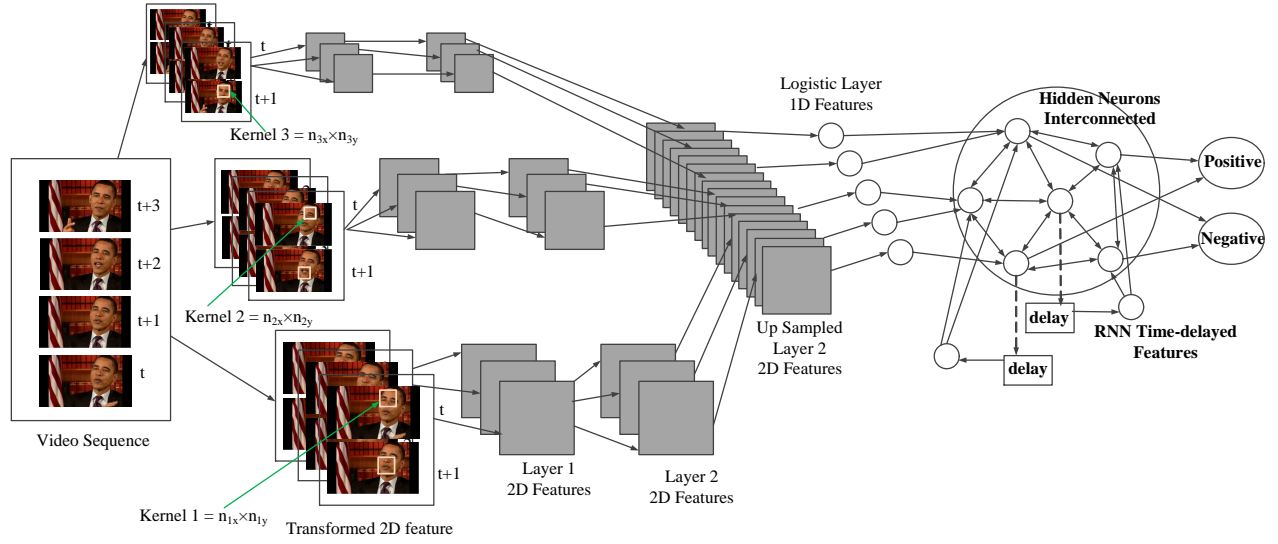 t
t+1
Kernel 3 = n3x×n3y
t+3
t+2
t+1
t
Video Sequence
t
t+1
Kernel 2 = n2x×n2y
t
t+1
Kernel 1 = n1x×n1y
Transformed 2D feature
Layer 1
2D Features
Layer 2
2D Features
Up Sampled
Layer 2
2D Features
Logistic Layer
1D Features
Hidden Neurons
Interconnected
Positive
Negative
delay
RNN Time-delayed
Features
delay